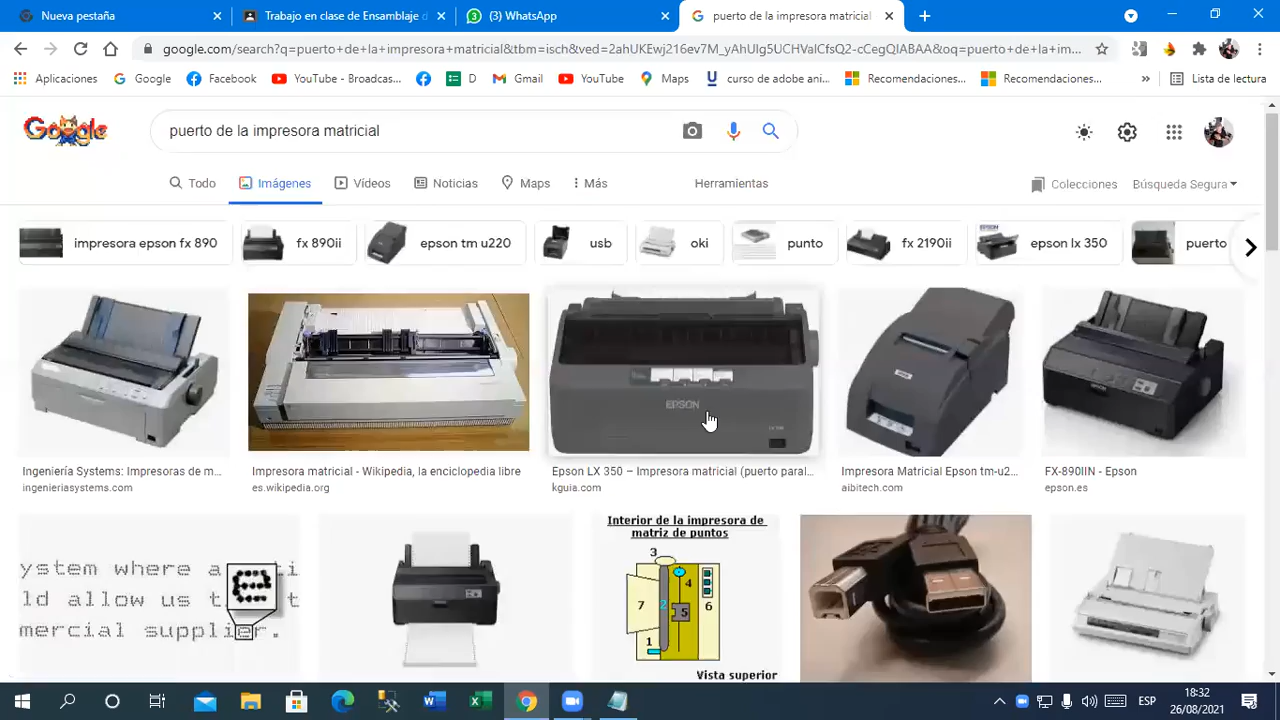 Nueva pestaña
Trabajo en clase de Ensamblaje d
(3) WhatsApp
puerto de la impresora matricial
google.com/search?q=puerto+de+la+impresora+matricial&tbm=isch&ved=2ahUKEwj216ev7M_yAhUIg5UCHValCfsQ2-cCegQIABAA&oq=puerto+de+la+im...
Aplicaciones
Google
Facebook
YouTube - Broadcas...
D
Gmail
YouTube
Maps
curso de adobe ani...
Recomendaciones...
Recomendaciones...
»
Lista de lectura
Google
puerto de la impresora matricial
Todo
Imágenes
Vídeos
Noticias
Maps
Más
Herramientas
Colecciones
Búsqueda Segura
impresora epson fx 890
fx 890ii
epson tm u220
usb
oki
punto
fx 2190ii
epson lx 350
puerto
EPSON
Ingeniería Systems: Impresoras de m...
ingenieriasystems.com
Impresora matricial - Wikipedia, la enciclopedia libre
es.wikipedia.org
Epson LX 350 – Impresora matricial (puerto paral...
kguia.com
Impresora Matricial Epson tm-u2...
aibitech.com
FX-890IIN - Epson
epson.es
ystem where a
ld allow us t
mercial supplier.
e
Interior de la impresora de
matriz de puntos
3
4
7
2
5
6
1
Vista superior
ESP
18:32
26/08/2021